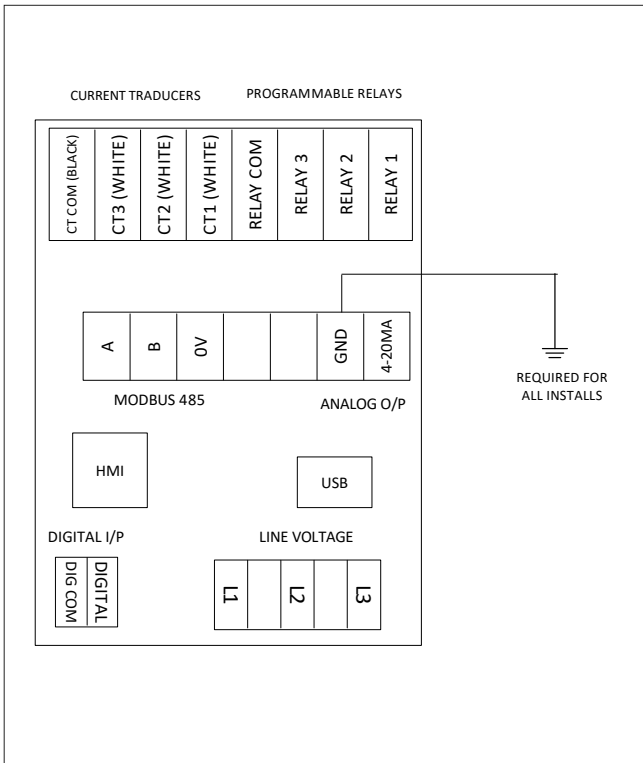 CURRENT TRADUCERS
PROGRAMMABLE RELAYS
CT COM (BLACK)
CT3 (WHITE)
CT2 (WHITE)
CT1 (WHITE)
RELAY COM
RELAY 3
RELAY 2
RELAY 1
A
B
0V
GND
4-20MA
MODBUS 485
ANALOG O/P
REQUIRED FOR
ALL INSTALLS
HMI
USB
DIGITAL I/P
LINE VOLTAGE
DIG COM
DIGITAL
L1
L2
L3